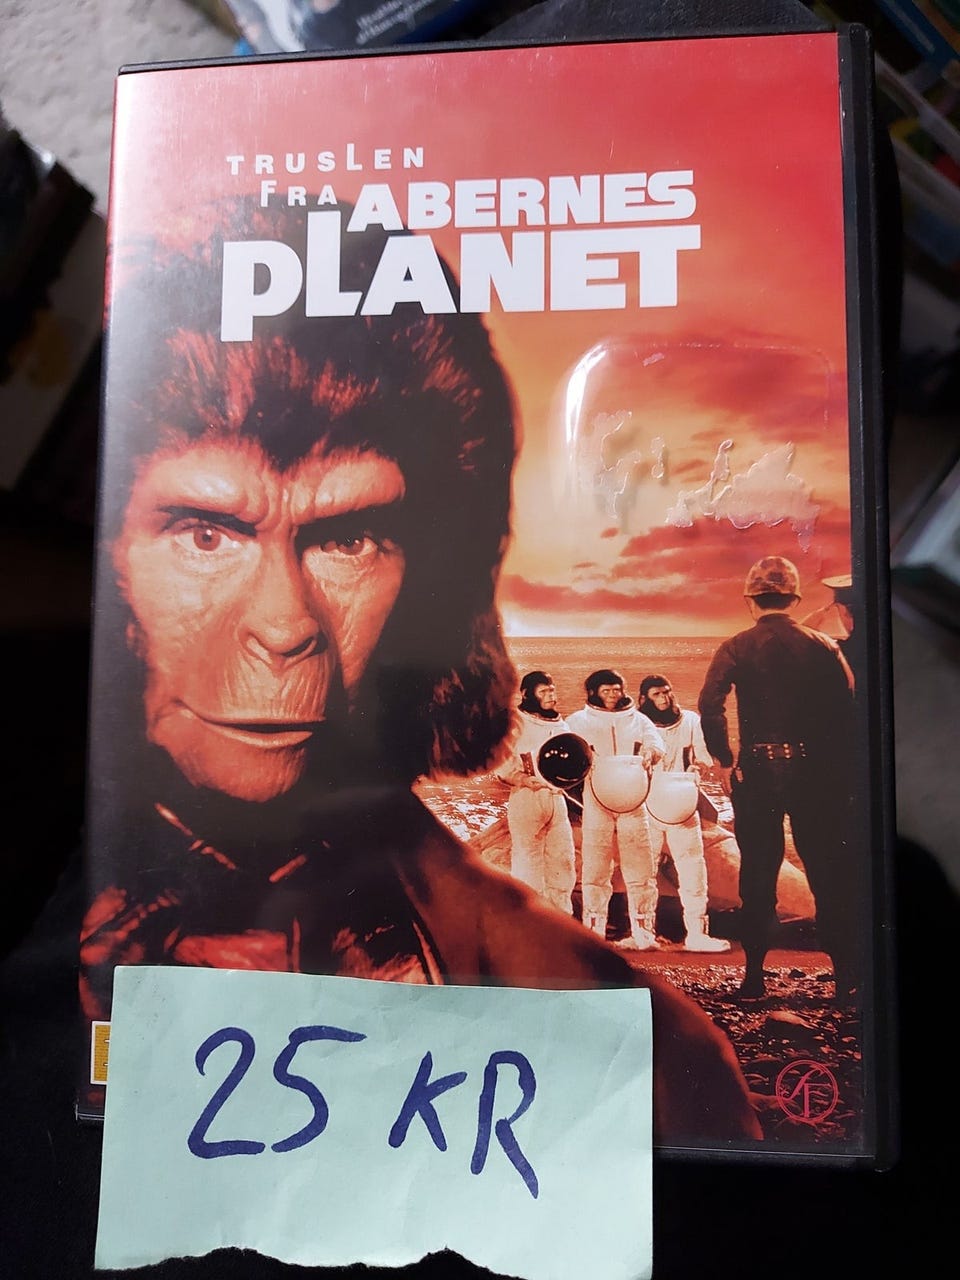 TRUSLEN
FRA ABERNES
PLANET
25 KR